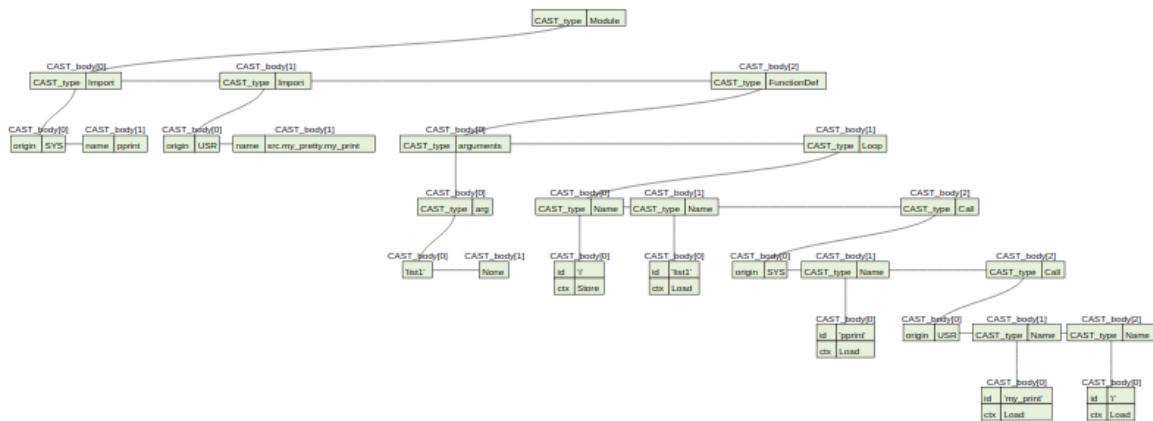 CAST_type Module
CAST_body[0] CAST_body[1] CAST_body[2]
CAST_type Import CAST_type Import CAST_type FunctionDef
CAST_body[0] CAST_body[1] CAST_body[0] CAST_body[1] CAST_body[0] CAST_body[1]
origin SYS name pprint origin USR name src.my_pretty.my_print CAST_type arguments CAST_type Loop
CAST_body[0] CAST_body[0] CAST_body[1] CAST_body[2]
CAST_type arg CAST_type Name CAST_type Name CAST_type Call
CAST_body[0] CAST_body[1] CAST_body[0] CAST_body[0] CAST_body[0] CAST_body[1] CAST_body[2]
'list1' None id 'i' id 'list1' origin SYS CAST_type Name CAST_type Call
ctx Store ctx Load
CAST_body[0] CAST_body[0] CAST_body[1] CAST_body[2]
id 'pprint' origin USR CAST_type Name CAST_type Name
ctx Load
CAST_body[0] CAST_body[0]
id 'my_print' id 'i'
ctx Load ctx Load